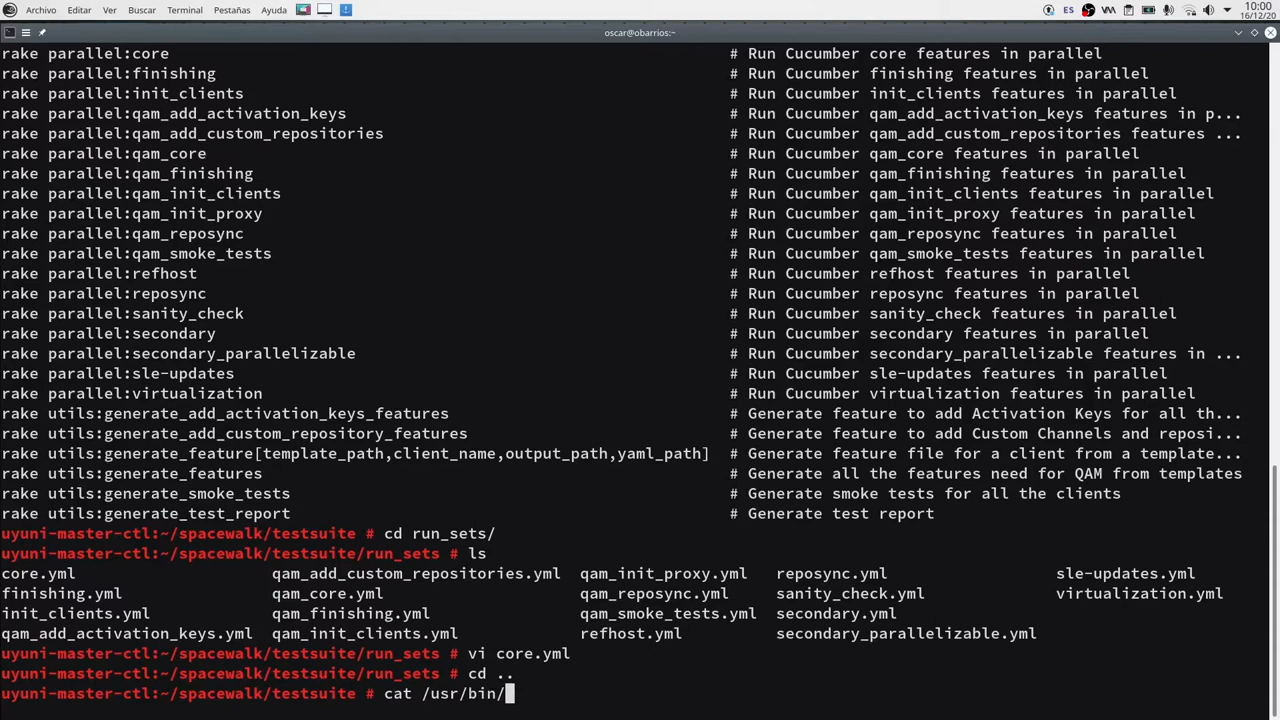 Archivo Ver Buscar Terminal Pestañas Ayuda ES 10:00
16/12/20
oscar@obarrios:~
rake parallel:core # Run Cucumber core features in parallel
rake parallel:finishing # Run Cucumber finishing features in parallel
rake parallel:init_clients # Run Cucumber init_clients features in parallel
rake parallel:qam_add_activation_keys # Run Cucumber qam_add_activation_keys features in p...
rake parallel:qam_add_custom_repositories # Run Cucumber qam_add_custom_repositories features ...
rake parallel:qam_core # Run Cucumber qam_core features in parallel
rake parallel:qam_finishing # Run Cucumber qam_finishing features in parallel
rake parallel:qam_init_clients # Run Cucumber qam_init_clients features in parallel
rake parallel:qam_init_proxy # Run Cucumber qam_init_proxy features in parallel
rake parallel:qam_reposync # Run Cucumber qam_reposync features in parallel
rake parallel:qam_smoke_tests # Run Cucumber qam_smoke_tests features in parallel
rake parallel:refhost # Run Cucumber refhost features in parallel
rake parallel:reposync # Run Cucumber reposync features in parallel
rake parallel:sanity_check # Run Cucumber sanity_check features in parallel
rake parallel:secondary # Run Cucumber secondary features in parallel
rake parallel:secondary_parallelizable # Run Cucumber secondary_parallelizable features in ...
rake parallel:sle-updates # Run Cucumber sle-updates features in parallel
rake parallel:virtualization # Run Cucumber virtualization features in parallel
rake utils:generate_add_activation_keys_features # Generate feature to add Activation Keys for all th...
rake utils:generate_add_custom_repository_features # Generate feature to add Custom Channels and reposi...
rake utils:generate_feature[template_path,client_name,output_path,yaml_path] # Generate feature file for a client from a template...
rake utils:generate_features # Generate all the features need for QAM from templates
rake utils:generate_smoke_tests # Generate smoke tests for all the clients
rake utils:generate_test_report # Generate test report
uyuni-master-ctl:~/spacewalk/testsuite # cd run_sets/
uyuni-master-ctl:~/spacewalk/testsuite/run_sets # ls
core.yml qam_add_custom_repositories.yml qam_init_proxy.yml reposync.yml sle-updates.yml
finishing.yml qam_core.yml qam_reposync.yml sanity_check.yml virtualization.yml
init_clients.yml qam_finishing.yml qam_smoke_tests.yml secondary.yml
qam_add_activation_keys.yml qam_init_clients.yml refhost.yml secondary_parallelizable.yml
uyuni-master-ctl:~/spacewalk/testsuite/run_sets # vi core.yml
uyuni-master-ctl:~/spacewalk/testsuite/run_sets # cd ..
uyuni-master-ctl:~/spacewalk/testsuite # cat /usr/bin/